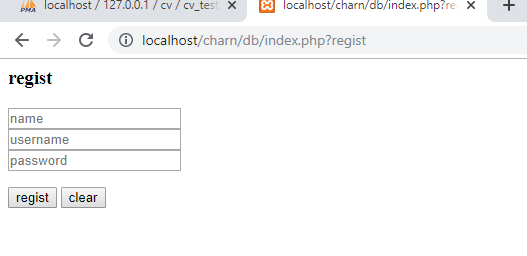 PMA
localhost / 127.0.0.1 / cv / cv_test
localhost/charn/db/index.php?re
localhost/charn/db/index.php?regist
regist
name
username
password
regist
clear